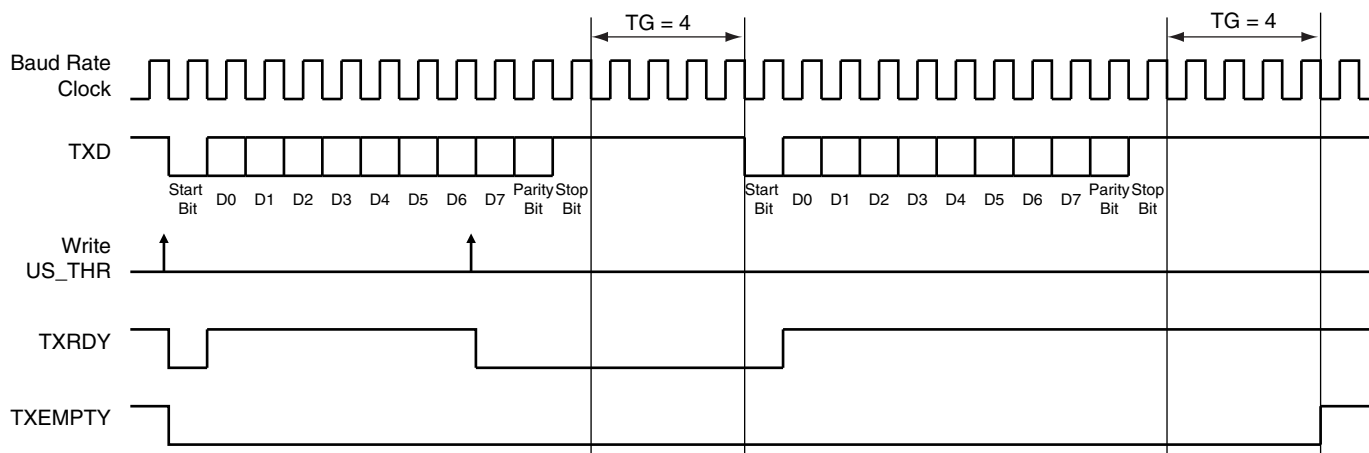 TG = 4
TG = 4
Baud Rate
Clock
TXD
Start
Bit
D0
D1
D2
D3
D4
D5
D6
D7
Parity
Bit
Stop
Bit
Start
Bit
D0
D1
D2
D3
D4
D5
D6
D7
Parity
Bit
Stop
Bit
Write
US_THR
TXRDY
TXEMPTY